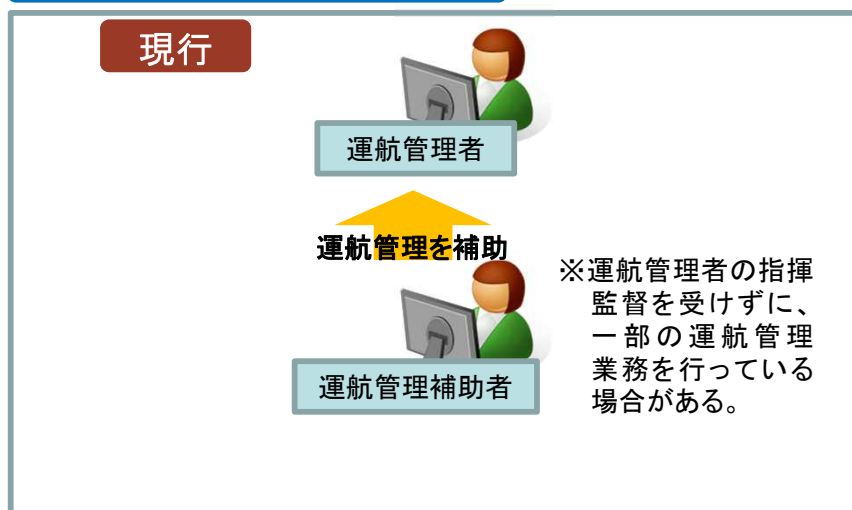 現行
運航管理者
運航管理を補助
※運航管理者の指揮
監督を受けずに、
一部の運航管理
業務を行っている
場合がある。
運航管理補助者